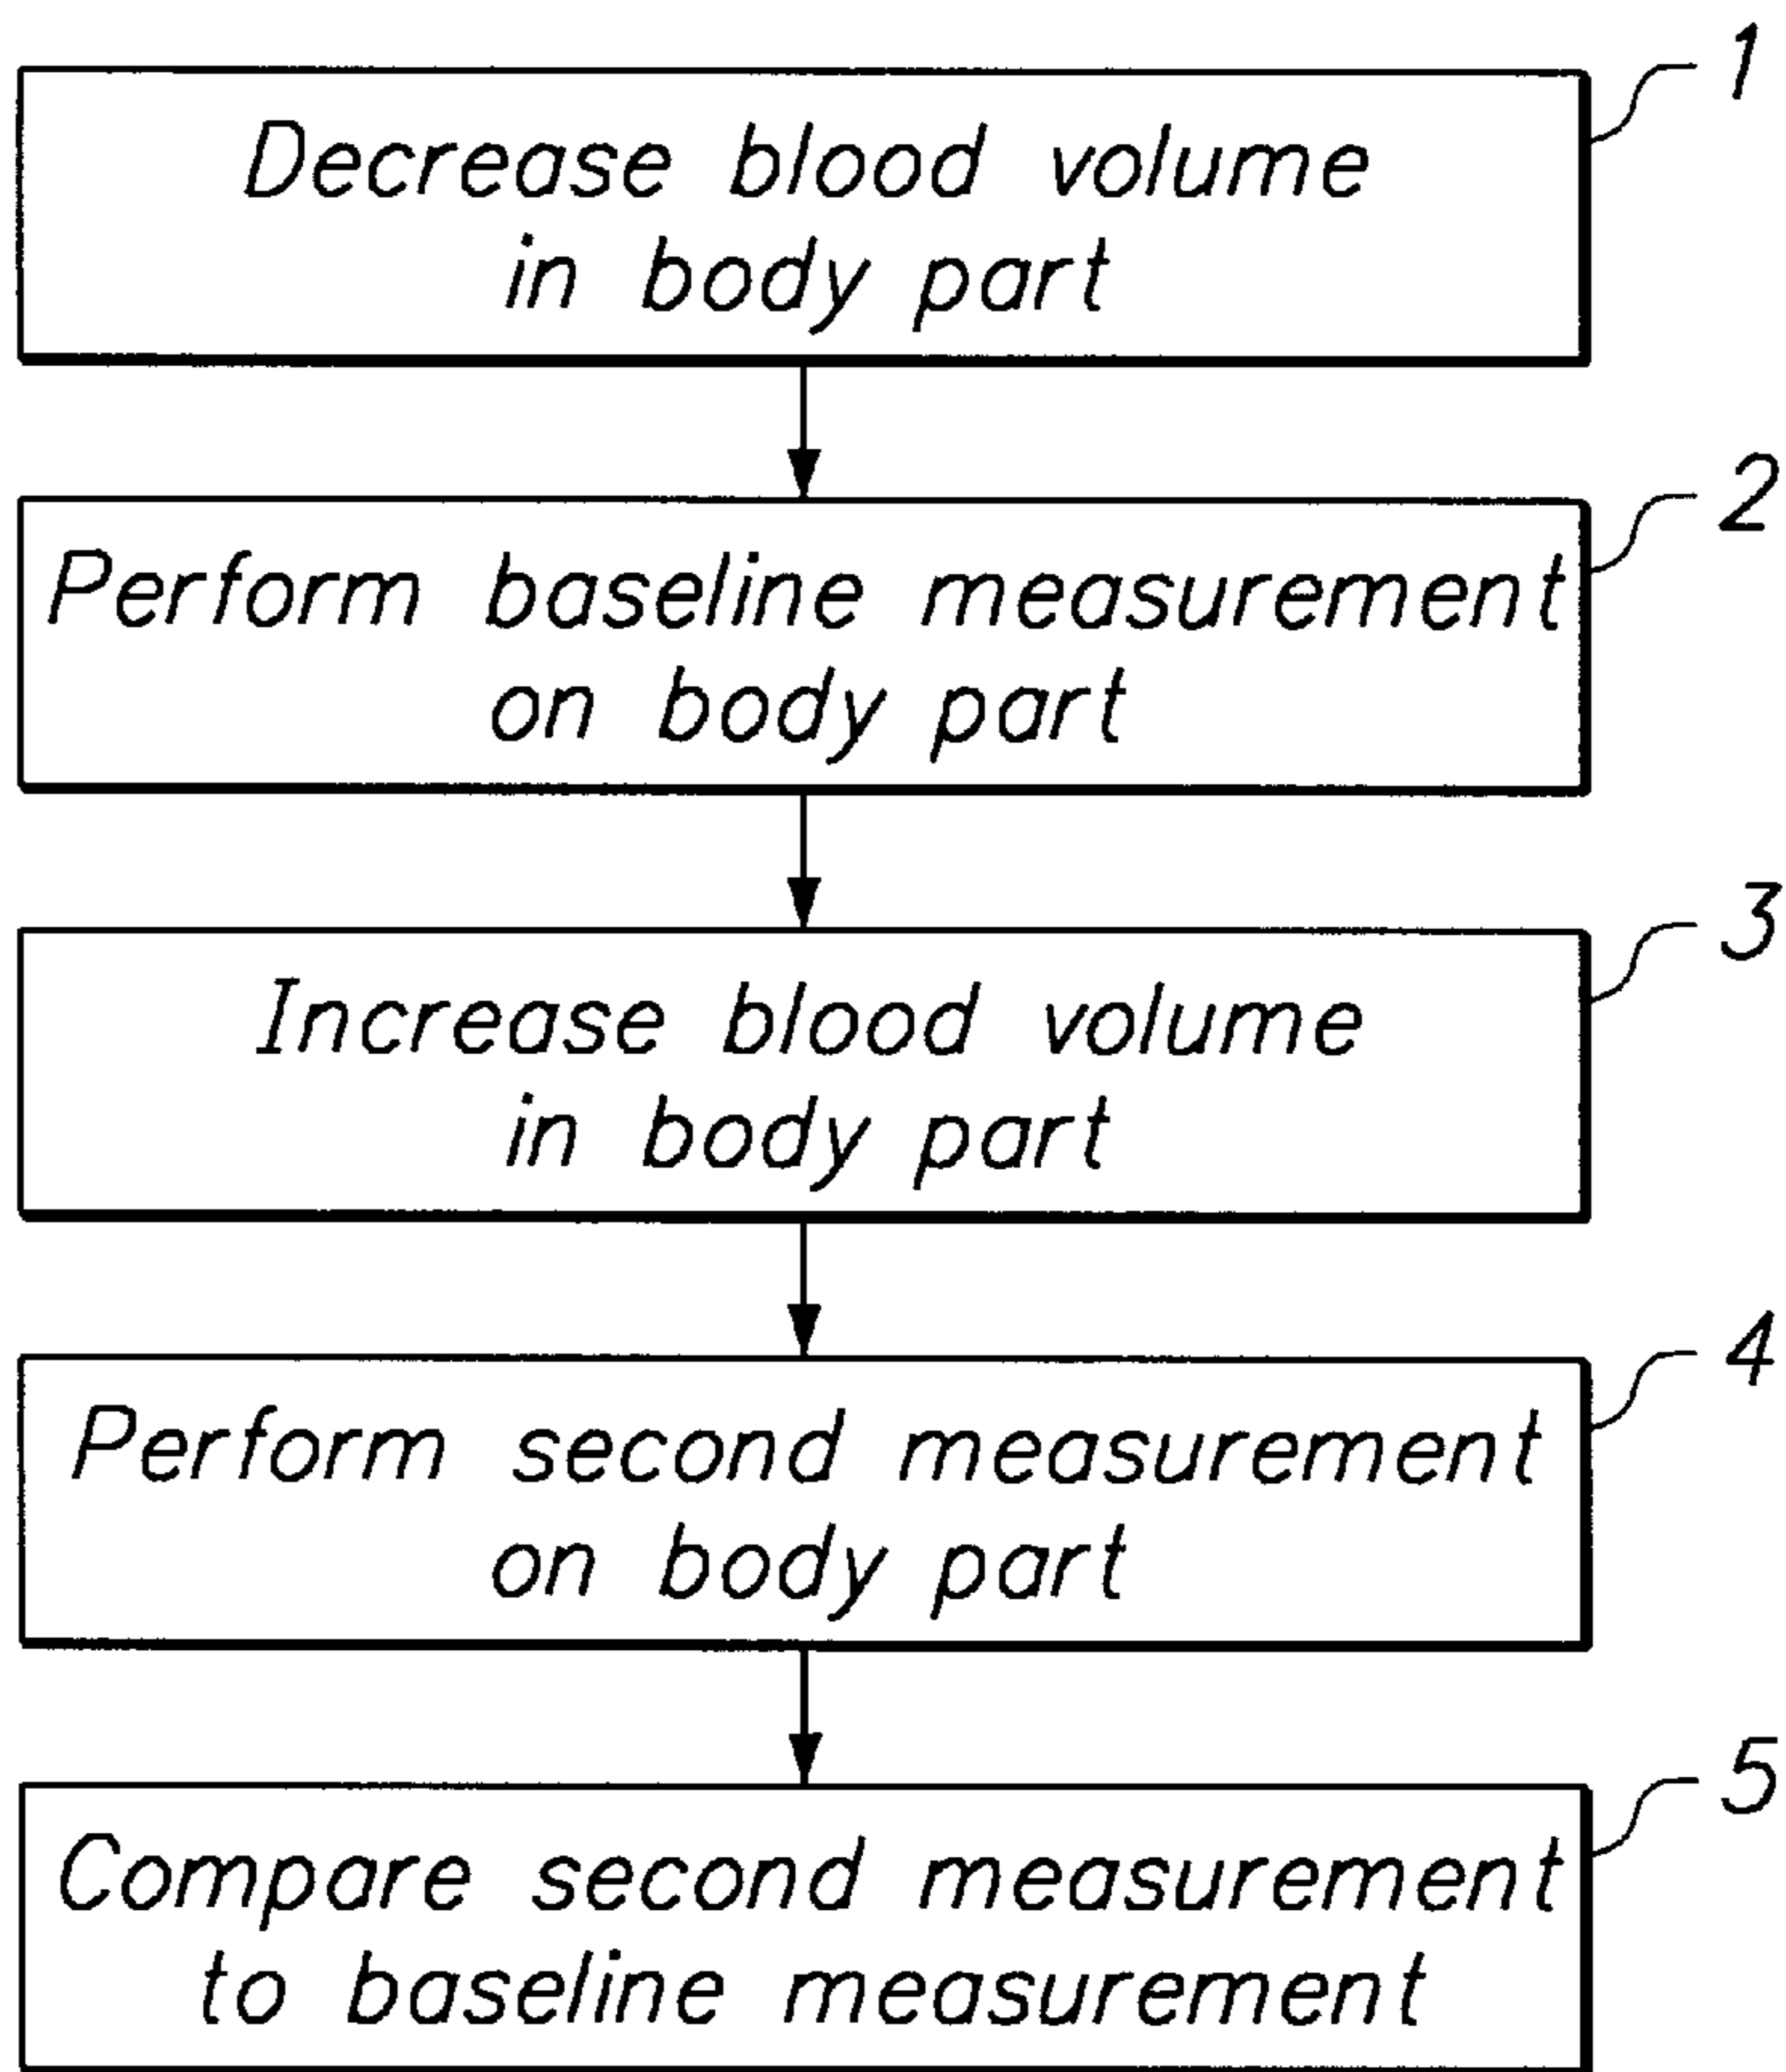 1
Decrease blood volume
in body part
2
Perform baseline measurement
on body part
3
Increase blood volume
in body part
4
Perform second measurement
on body part
5
Compare second measurement
to baseline measurement